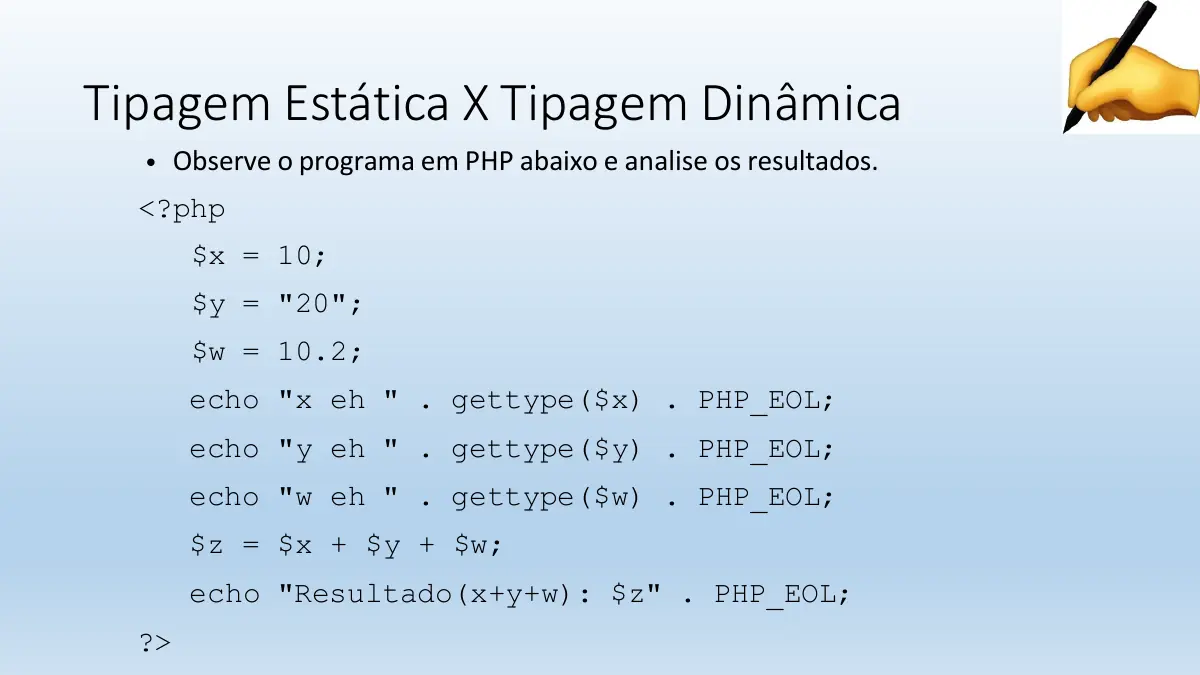 Tipagem Estática X Tipagem Dinâmica
• Observe o programa em PHP abaixo e analise os resultados.
<?php
$x = 10;
$y = "20";
$w = 10.2;
echo "x eh " . gettype($x) . PHP_EOL;
echo "y eh " . gettype($y) . PHP_EOL;
echo "w eh " . gettype($w) . PHP_EOL;
$z = $x + $y + $w;
echo "Resultado(x+y+w): $z" . PHP_EOL;
?>